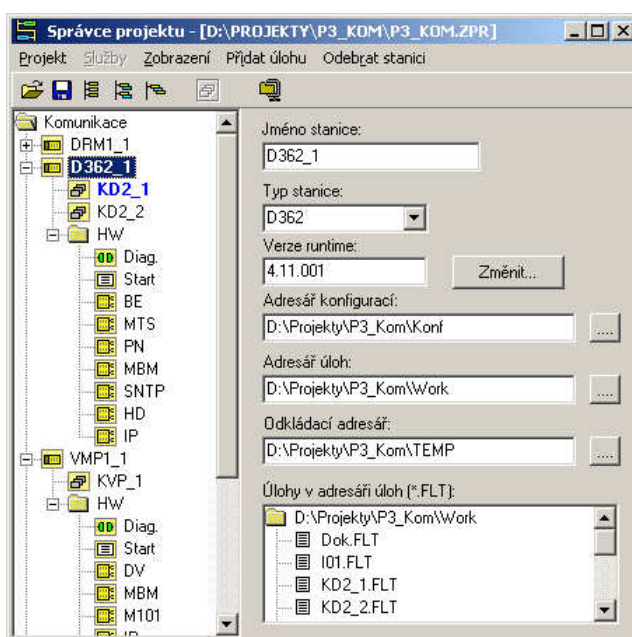 Správce projektu - [D:\PROJEKTY\P3_KOM\P3_KOM.ZPR]
Projekt Služby Zobrazení Přidat úlohu Odebrat stanici
Komunikace
DRM1_1
D362_1
KD2_1
KD2_2
HW
Diag.
Start
BE
MTS
PN
MBM
SNTP
HD
IP
VMP1_1
KVP_1
HW
Diag.
Start
DV
MBM
M101
Jméno stanice:
D362_1
Typ stanice:
D362
Verze runtime:
4.11.001
Změnit...
Adresář konfigurací:
D:\Projekty\P3_Kom\Konf
....
Adresář úloh:
D:\Projekty\P3_Kom\Work
....
Odkládací adresář:
D:\Projekty\P3_Kom\TEMP
....
Úlohy v adresáři úloh (*.FLT):
D:\Projekty\P3_Kom\Work
Dok.FLT
I01.FLT
KD2_1.FLT
KD2_2.FLT